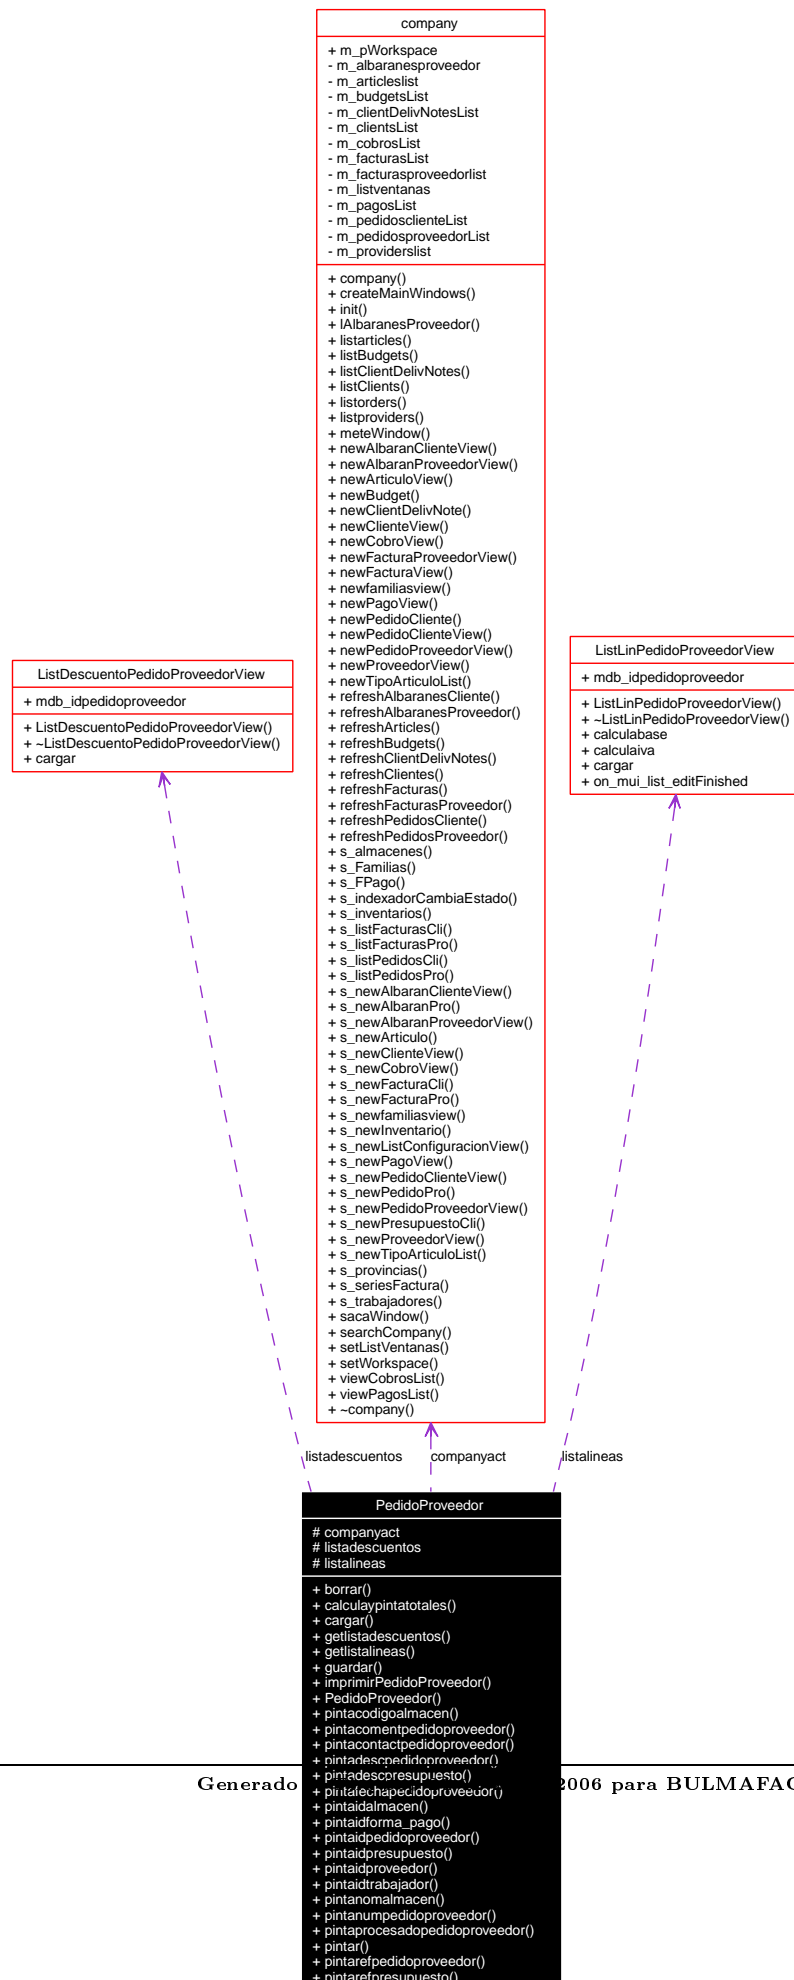 company
+ m_pWorkspace
- m_albaranesproveedor
- m_articleslist
- m_budgetsList
- m_clientDelivNotesList
- m_clientsList
- m_cobrosList
- m_facturasList
- m_facturasproveedorlist
- m_listventanas
- m_pagosList
- m_pedidosclienteList
- m_pedidosproveedorList
- m_providerslist
+ company()
+ createMainWindows()
+ init()
+ lAlbaranesProveedor()
+ listarticles()
+ listBudgets()
+ listClientDelivNotes()
+ listClients()
+ listorders()
+ listproviders()
+ meteWindow()
+ newAlbaranClienteView()
+ newAlbaranProveedorView()
+ newArticuloView()
+ newBudget()
+ newClientDelivNote()
+ newClienteView()
+ newCobroView()
+ newFacturaProveedorView()
+ newFacturaView()
+ newfamiliasview()
+ newPagoView()
+ newPedidoCliente()
+ newPedidoClienteView()
+ newPedidoProveedorView()
+ newProveedorView()
+ newTipoArticuloList()
+ refreshAlbaranesCliente()
+ refreshAlbaranesProveedor()
+ refreshArticles()
+ refreshBudgets()
+ refreshClientDelivNotes()
+ refreshClientes()
+ refreshFacturas()
+ refreshFacturasProveedor()
+ refreshPedidosCliente()
+ refreshPedidosProveedor()
+ s_almacenes()
+ s_Familias()
+ s_FPago()
+ s_indexadorCambiaEstado()
+ s_inventarios()
+ s_listFacturasCli()
+ s_listFacturasPro()
+ s_listPedidosCli()
+ s_listPedidosPro()
+ s_newAlbaranClienteView()
+ s_newAlbaranPro()
+ s_newAlbaranProveedorView()
+ s_newArticulo()
+ s_newClienteView()
+ s_newCobroView()
+ s_newFacturaCli()
+ s_newFacturaPro()
+ s_newfamiliasview()
+ s_newInventario()
+ s_newListConfiguracionView()
+ s_newPagoView()
+ s_newPedidoClienteView()
+ s_newPedidoPro()
+ s_newPedidoProveedorView()
+ s_newPresupuestoCli()
+ s_newProveedorView()
+ s_newTipoArticuloList()
+ s_provincias()
+ s_seriesFactura()
+ s_trabajadores()
+ sacaWindow()
+ searchCompany()
+ setListVentanas()
+ setWorkspace()
+ viewCobrosList()
+ viewPagosList()
+ ~company()
ListDescuentoPedidoProveedorView
+ mdb_idpedidoproveedor
+ ListDescuentoPedidoProveedorView()
+ ~ListDescuentoPedidoProveedorView()
+ cargar
ListLinPedidoProveedorView
+ mdb_idpedidoproveedor
+ ListLinPedidoProveedorView()
+ ~ListLinPedidoProveedorView()
+ calculabase
+ calculaiva
+ cargar
+ on_mui_list_editFinished
listadescuentos
companyact
listalineas
PedidoProveedor
# companyact
# listadescuentos
# listalineas
+ borrar()
+ calculaypintatotales()
+ cargar()
+ getlistadescuentos()
+ getlistalineas()
+ guardar()
+ imprimirPedidoProveedor()
+ PedidoProveedor()
+ pintacodigoalmacen()
+ pintacomentpedidoproveedor()
+ pintacontactpedidoproveedor()
+ pintadescpedidoproveedor()
+ pintadescpresupuesto()
+ pintafechapedidoproveedor()
+ pintaidalmacen()
+ pintaidforma_pago()
+ pintaidpedidoproveedor()
+ pintaidpresupuesto()
+ pintaidproveedor()
+ pintaidtrabajador()
+ pintanomalmacen()
+ pintanumpedidoproveedor()
+ pintaprocesadopedidoproveedor()
+ pintar()
+ pintarefpedidoproveedor()
+ pintarefpresupuesto()
Generado 2006 para BULMAFAC